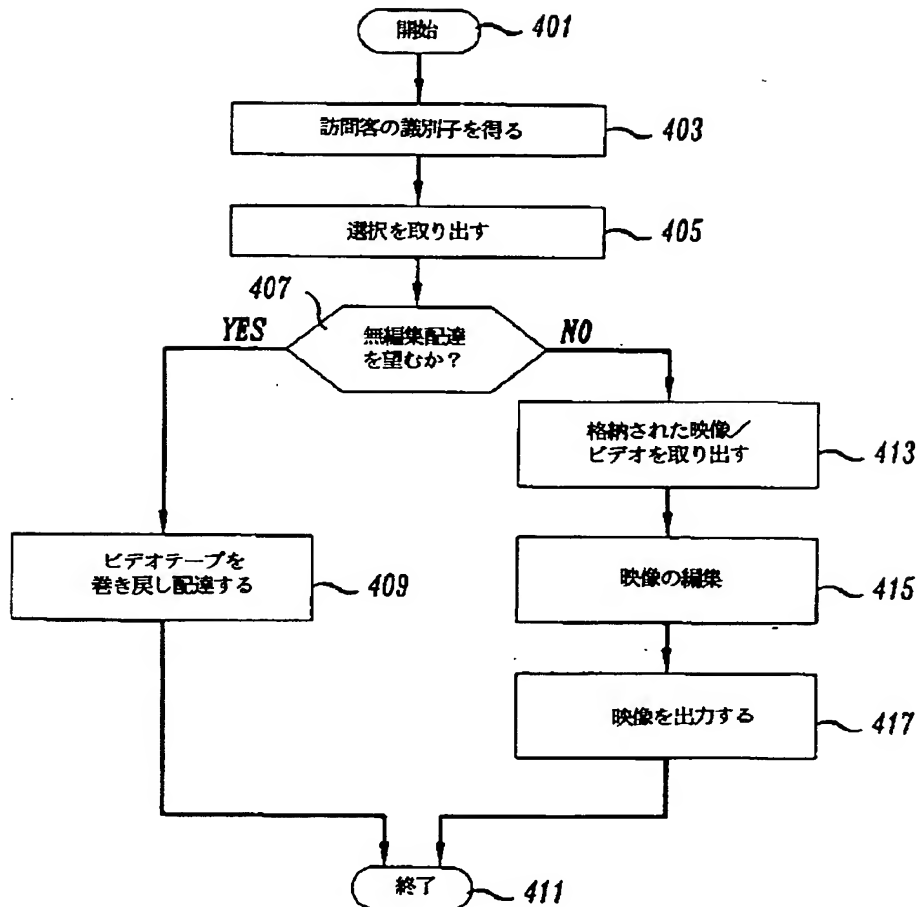 開始
401
訪問客の識別子を得る
403
選択を取り出す
405
407
YES
無編集配達
を望むか?
NO
格納された映像/
ビデオを取り出す
413
ビデオテープを
巻き戻し配達する
409
映像の編集
415
映像を出力する
417
終了
411